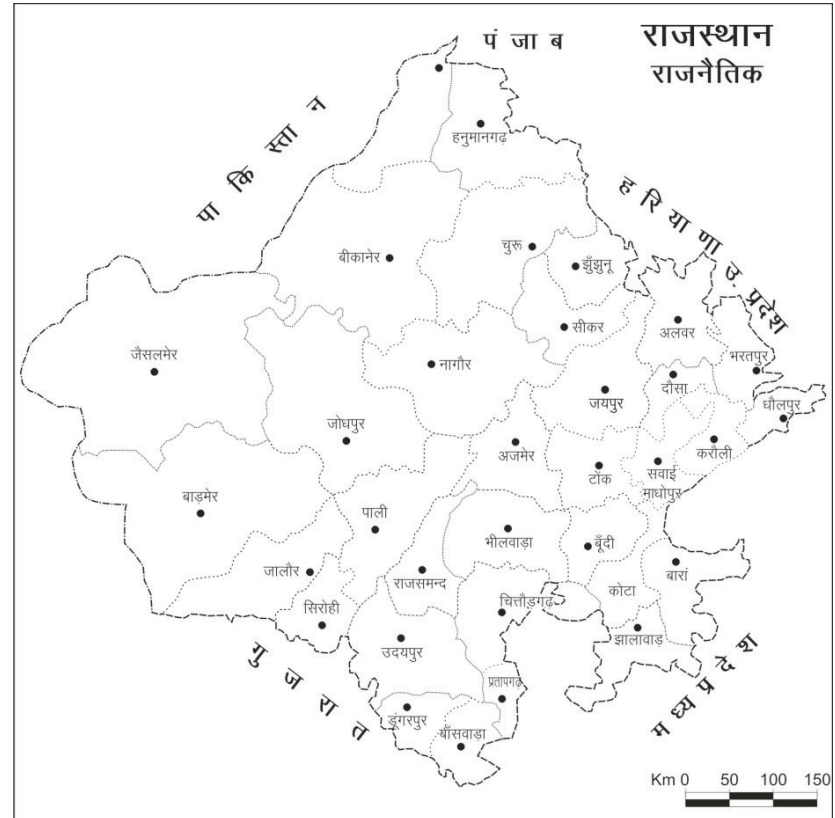 राजस्थान
राजनैतिक
पंजाब
पाकिस्तान
हरियाणा
उ. प्रदेश
हनुमानगढ़
बीकानेर
चुरू
झुँझुनू
सीकर
अलवर
जैसलमेर
नागौर
भरतपुर
दौसा
जयपुर
धौलपुर
जोधपुर
अजमेर
टोंक
सवाई
माधोपुर
करौली
बाड़मेर
पाली
भीलवाड़ा
बूँदी
बारां
जालौर
राजसमन्द
कोटा
सिरोही
चित्तौड़गढ़
झालावाड़
उदयपुर
प्रतापगढ़
डूंगरपुर
बाँसवाड़ा
गुजरात
मध्य प्रदेश
Km 0 50 100 150